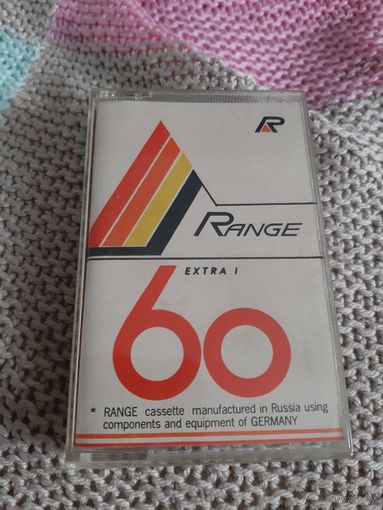 R
RANGE
EXTRA I
60
* RANGE cassette manufactured in Russia using
components and equipment of GERMANY